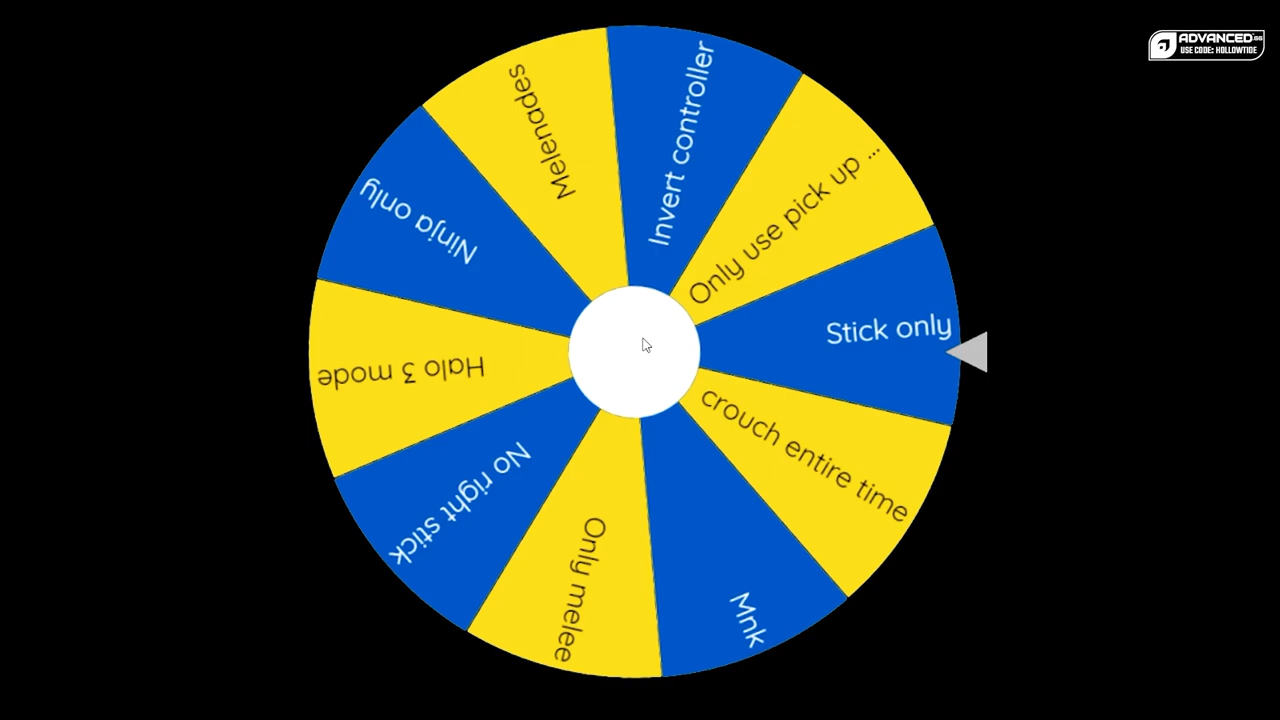 ADVANCED.GG
USE CODE: HOLLOWTIDE
Invert controller
Only use pick up ...
Stick only
crouch entire time
Mnk
Only melee
No right stick
Halo 3 mode
Ninja only
Melenades